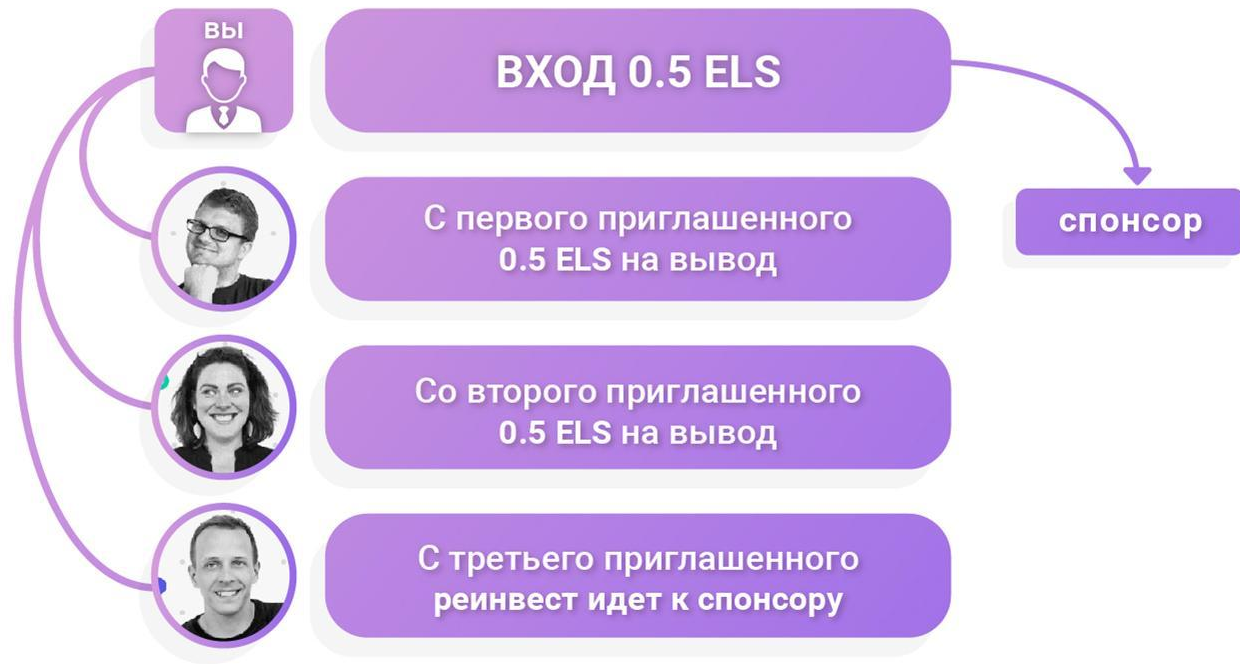 ВЫ
ВХОД 0.5 ELS
С первого приглашенного
0.5 ELS на вывод
спонсор
Со второго приглашенного
0.5 ELS на вывод
С третьего приглашенного
реинвест идет к спонсору